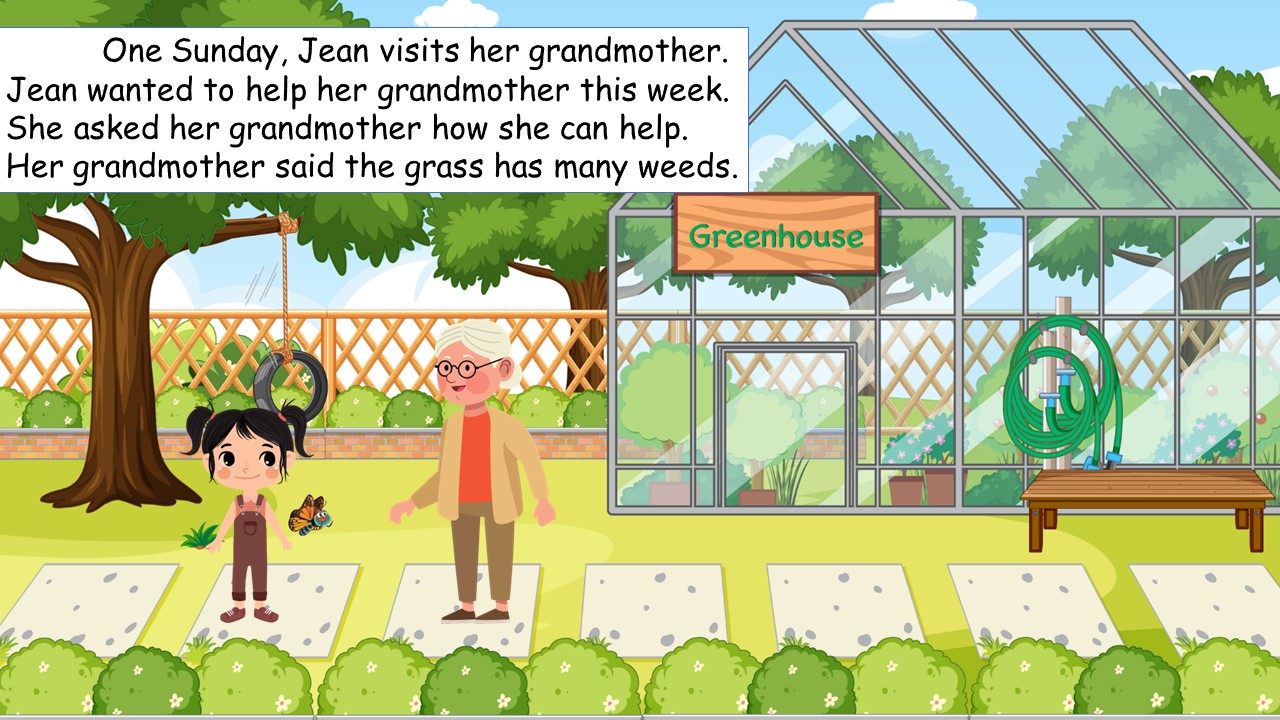 One Sunday, Jean visits her grandmother.
Jean wanted to help her grandmother this week.
She asked her grandmother how she can help.
Her grandmother said the grass has many weeds.
Greenhouse